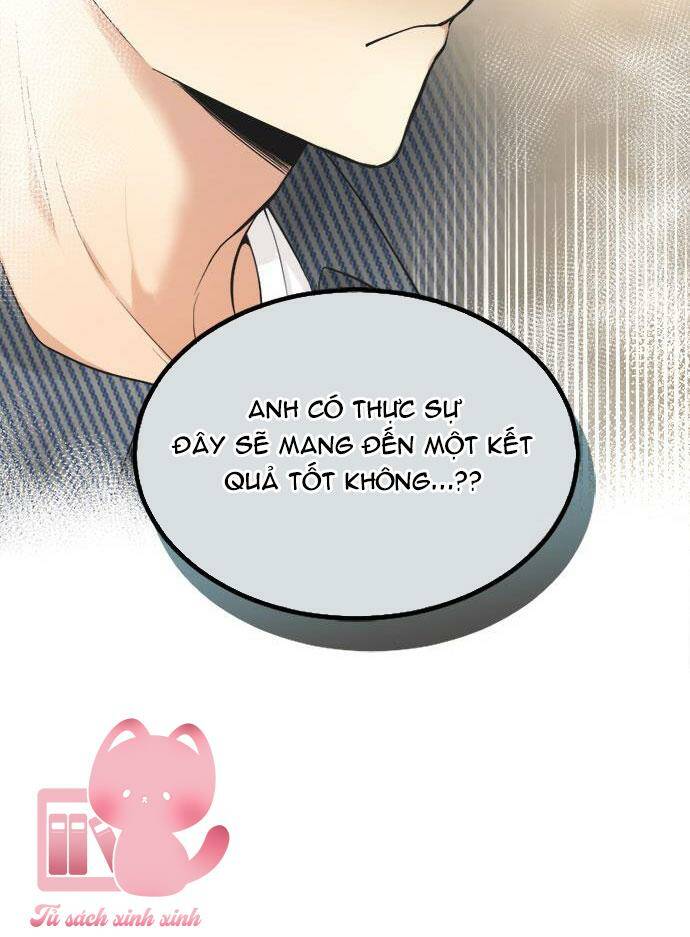 ANH CÓ THỰC SỰ
ĐÂY SẼ MANG ĐẾN MỘT KẾT
QUẢ TỐT KHÔNG...??
Tủ sách xinh xinh